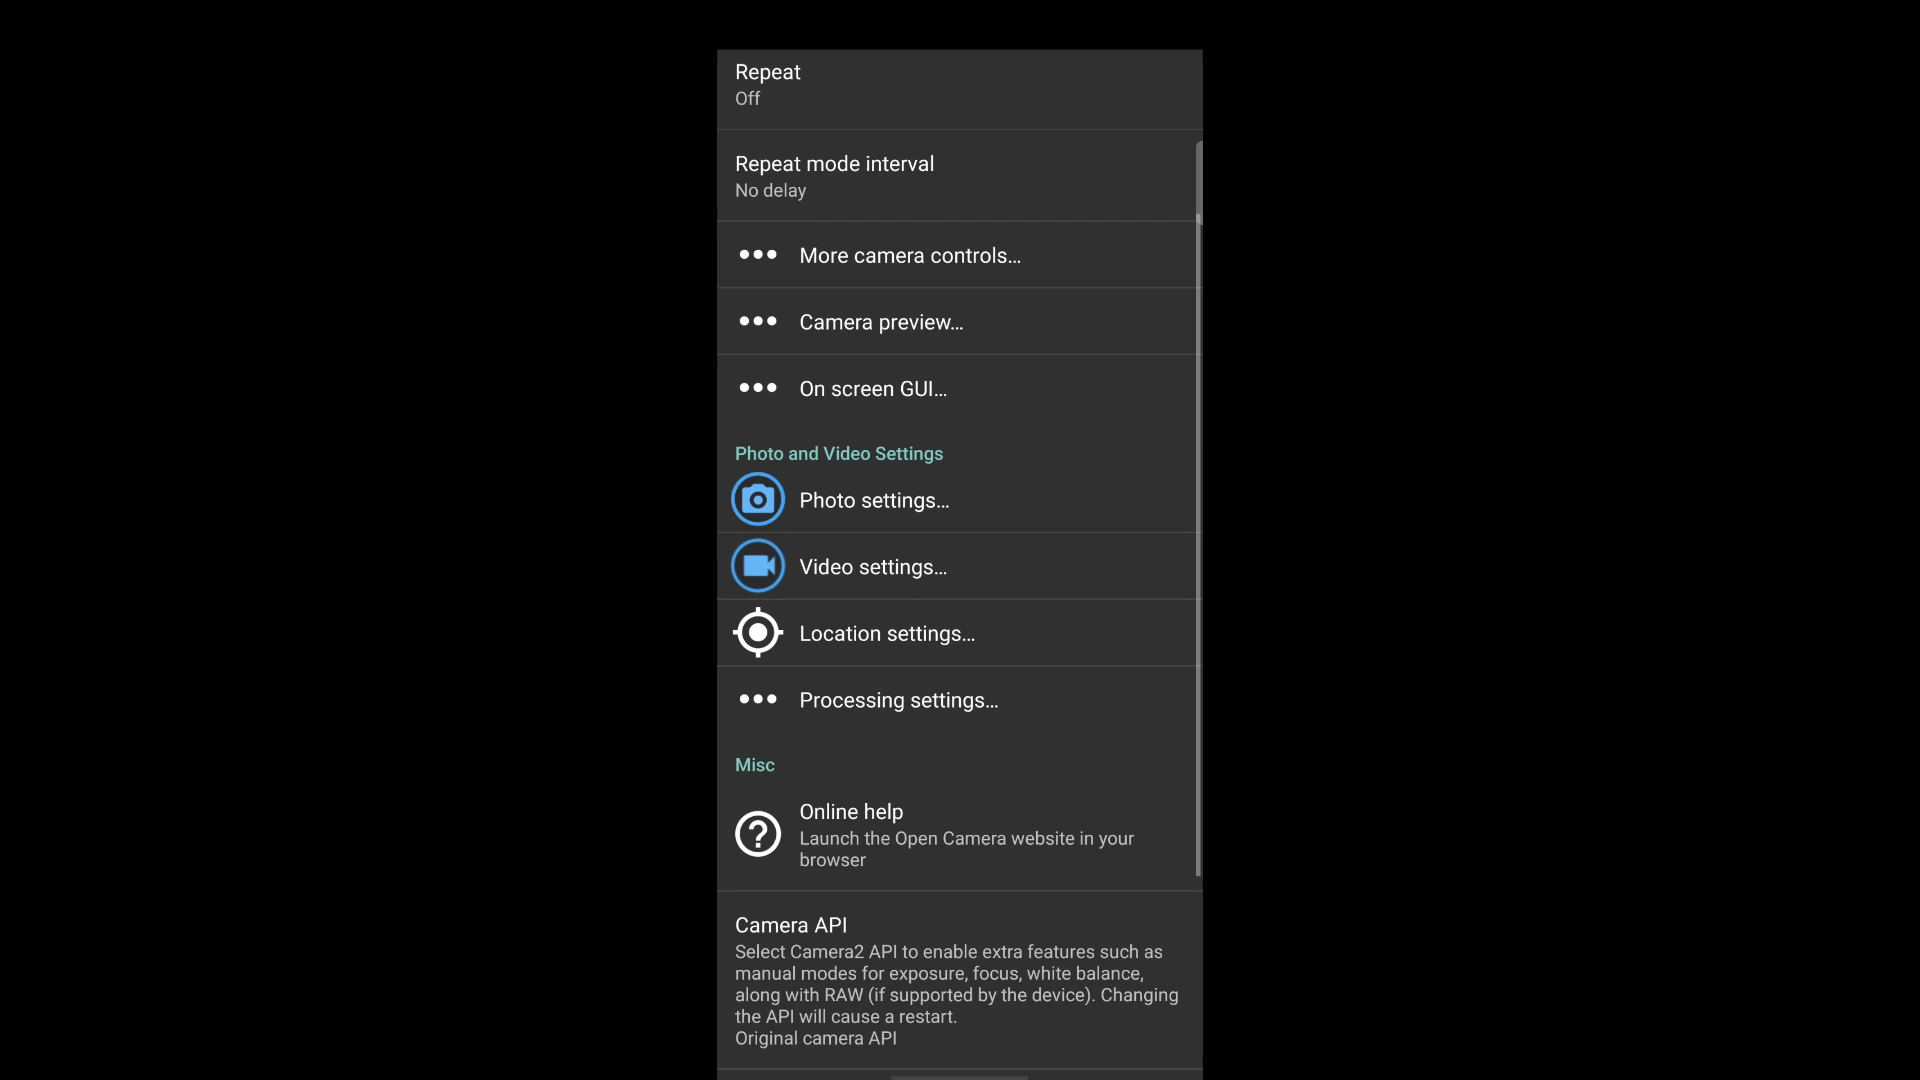 Repeat
Off
Repeat mode interval
No delay
More camera controls...
Camera preview...
On screen GUI...
Photo and Video Settings
Photo settings...
Video settings...
Location settings...
Processing settings...
Misc
Online help
Launch the Open Camera website in your
browser
Camera API
Select Camera2 API to enable extra features such as
manual modes for exposure, focus, white balance,
along with RAW (if supported by the device). Changing
the API will cause a restart.
Original camera API